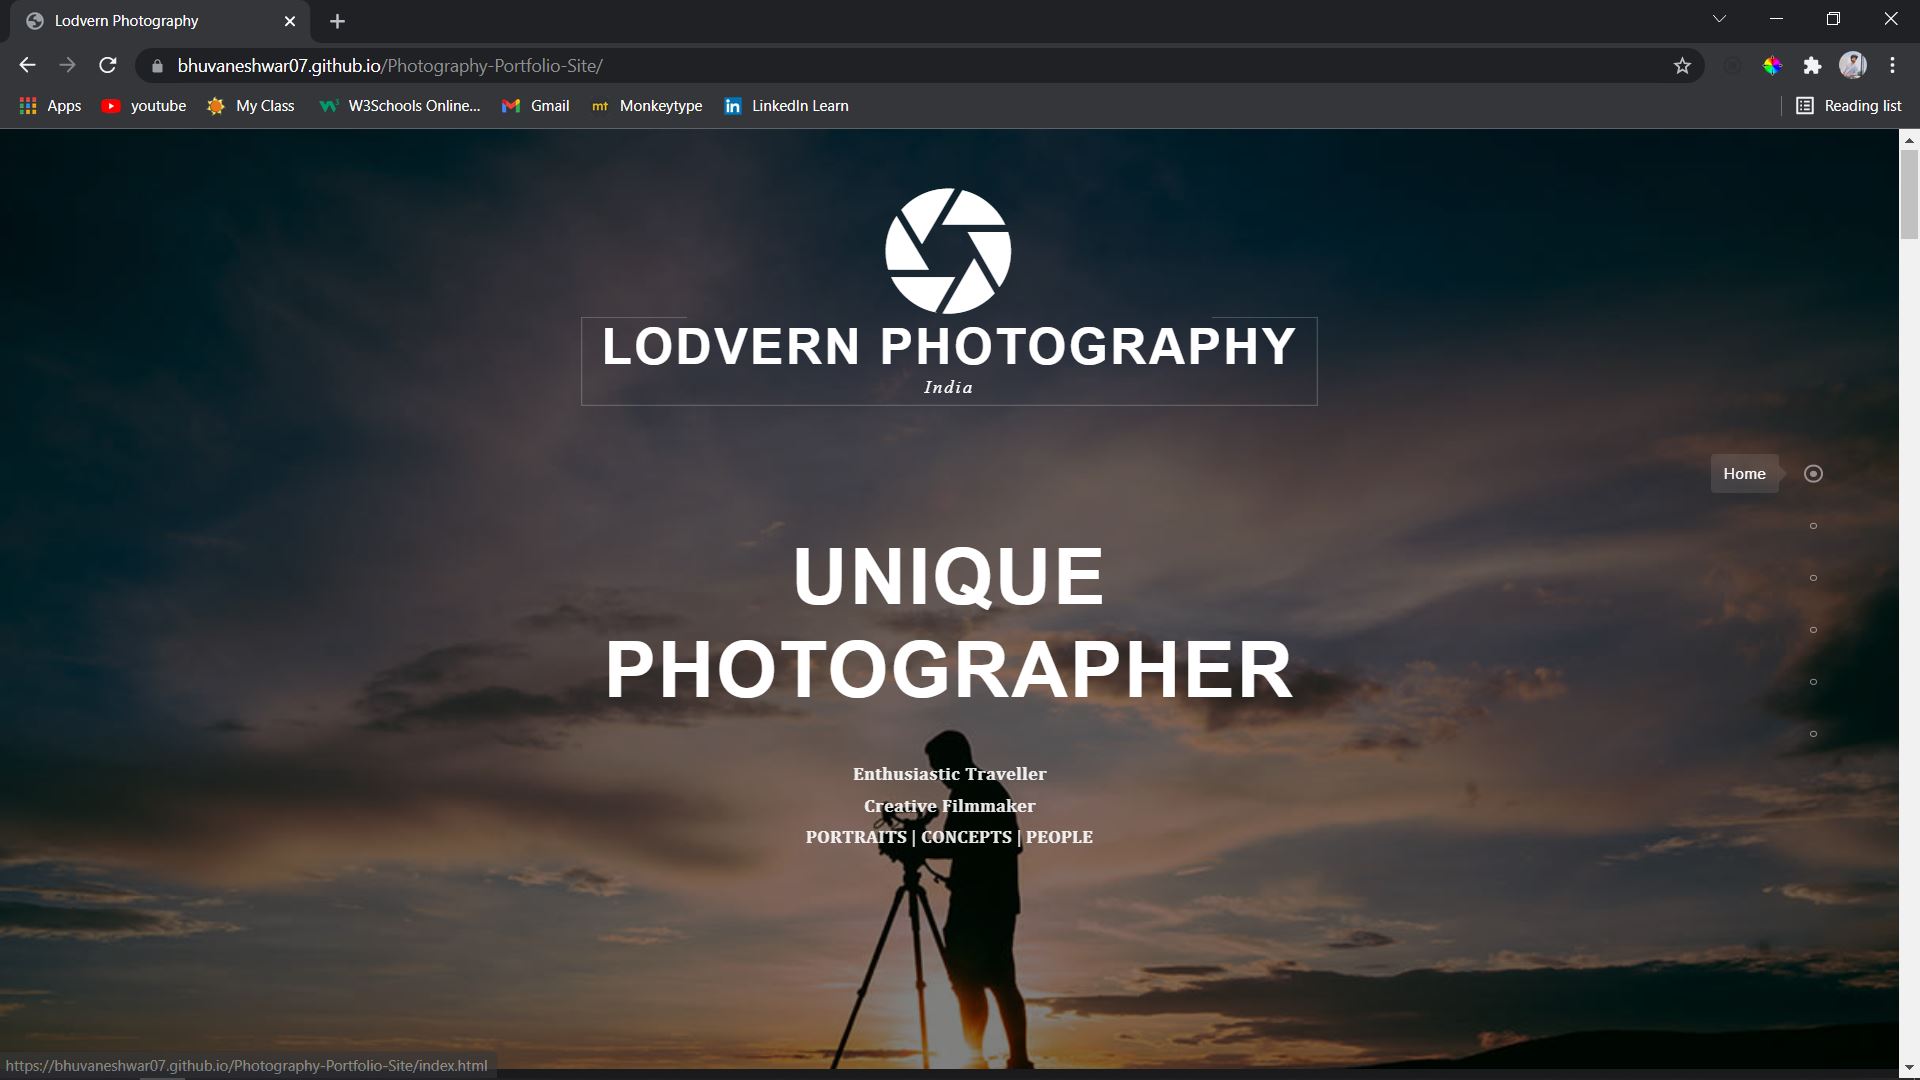 Lodvern Photography
bhuvaneshwar07.github.io/Photography-Portfolio-Site/
Apps youtube My Class W3Schools Online... Gmail mt Monkeytype in LinkedIn Learn Reading list
LODVERN PHOTOGRAPHY
India
Home
UNIQUE
PHOTOGRAPHER
Enthusiastic Traveller
Creative Filmmaker
PORTRAITS | CONCEPTS | PEOPLE
https://bhuvaneshwar07.github.io/Photography-Portfolio-Site/index.html